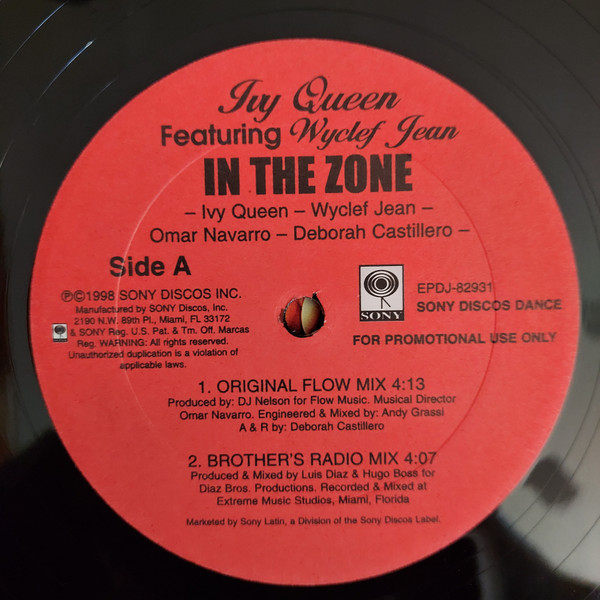 Ivy Queen
Featuring Wyclef Jean
IN THE ZONE
– Ivy Queen – Wyclef Jean –
Omar Navarro – Deborah Castillero –
Side A
℗©1998 SONY DISCOS INC.
Manufactured by SONY Discos, Inc.
2190 N.W. 89th Pl., Miami, FL 33172
& SONY Reg. U.S. Pat. & Tm. Off. Marcas
Reg. WARNING: All rights reserved.
Unauthorized duplication is a violation of
applicable laws.
SONY
EPDJ-82931
SONY DISCOS DANCE
FOR PROMOTIONAL USE ONLY
1. ORIGINAL FLOW MIX 4:13
Produced by: DJ Nelson for Flow Music. Musical Director
Omar Navarro. Engineered & Mixed by: Andy Grassi
A & R by: Deborah Castillero
2. BROTHER'S RADIO MIX 4:07
Produced & Mixed by Luis Diaz & Hugo Boss for
Diaz Bros. Productions. Recorded & Mixed at
Extreme Music Studios, Miami, Florida
Marketed by Sony Latin, a Division of the Sony Discos Label.